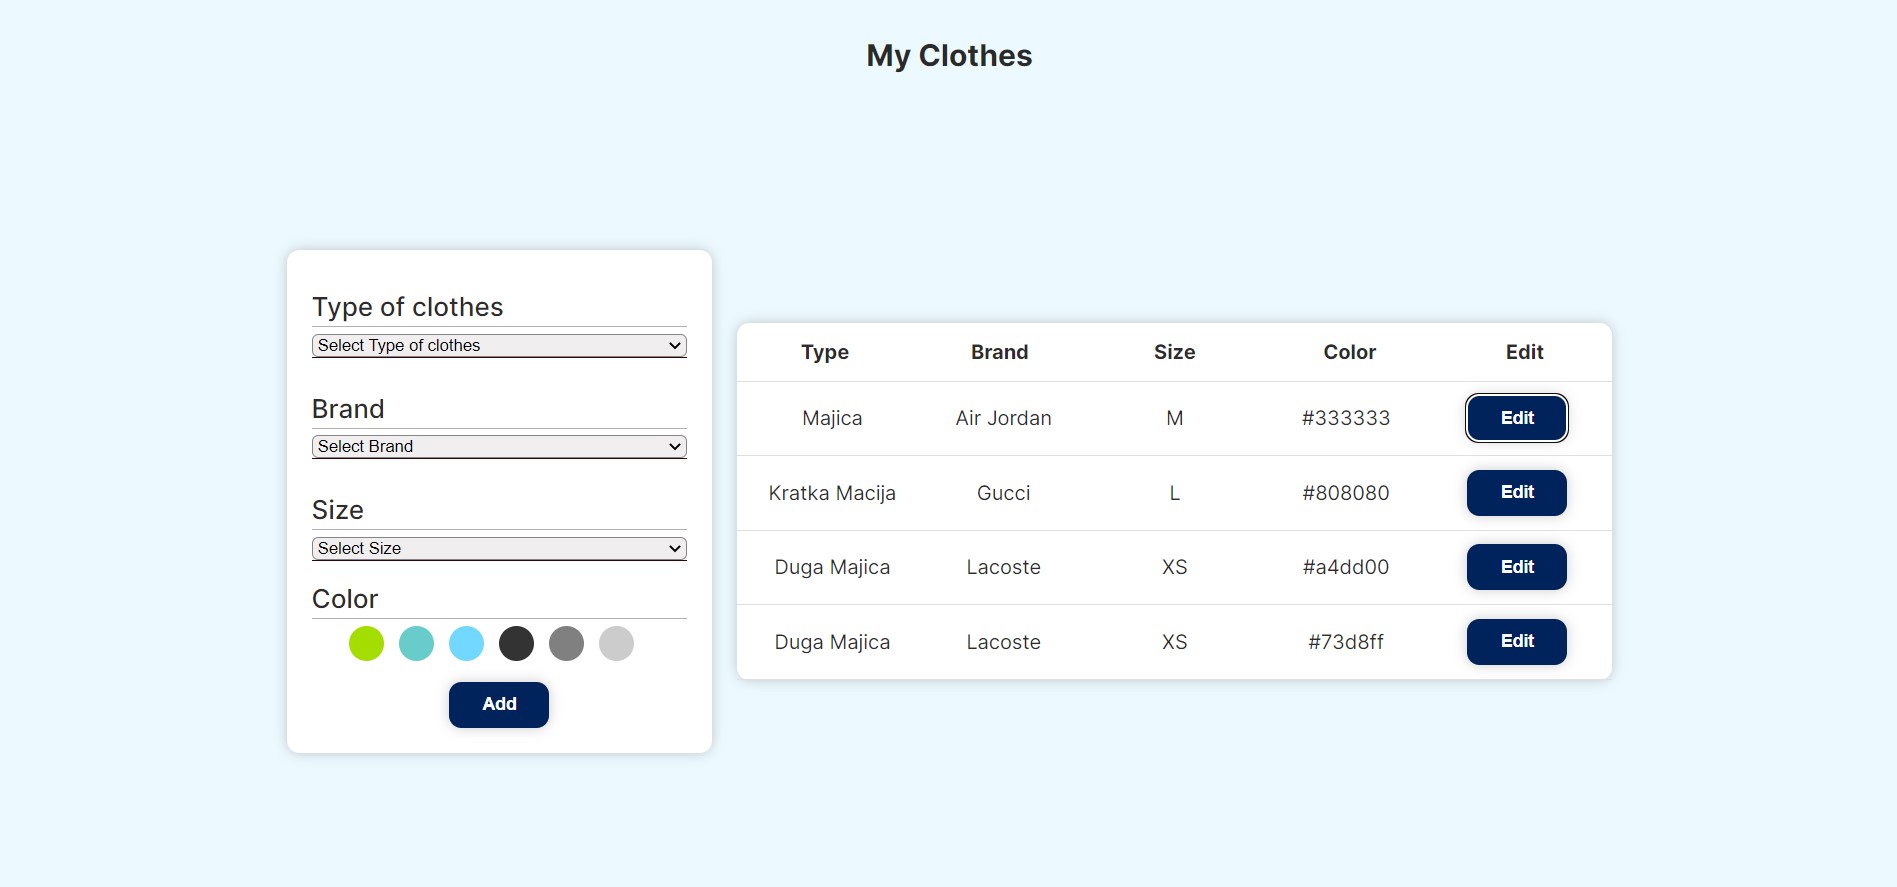 My Clothes
Type of clothes
Select Type of clothes
Brand
Select Brand
Size
Select Size
Color
Add
Type Brand Size Color Edit
Majica Air Jordan M #333333 Edit
Kratka Macija Gucci L #808080 Edit
Duga Majica Lacoste XS #a4dd00 Edit
Duga Majica Lacoste XS #73d8ff Edit